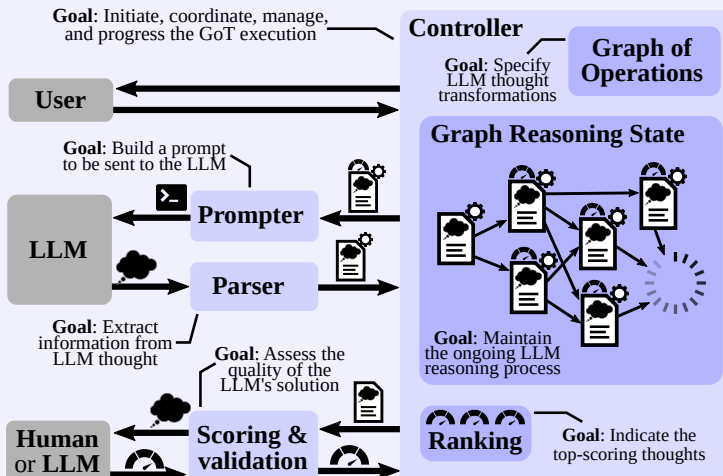 Goal: Initiate, coordinate, manage,
and progress the GoT execution
Controller
Goal: Specify
LLM thought
transformations
Graph of
Operations
User
Graph Reasoning State
Goal: Build a prompt
to be sent to the LLM
Prompter
LLM
Parser
Goal: Extract
information from
LLM thought
Goal: Maintain
the ongoing LLM
reasoning process
Goal: Assess the
quality of the
LLM's solution
Human
or LLM
Scoring &
validation
Ranking
Goal: Indicate the
top-scoring thoughts